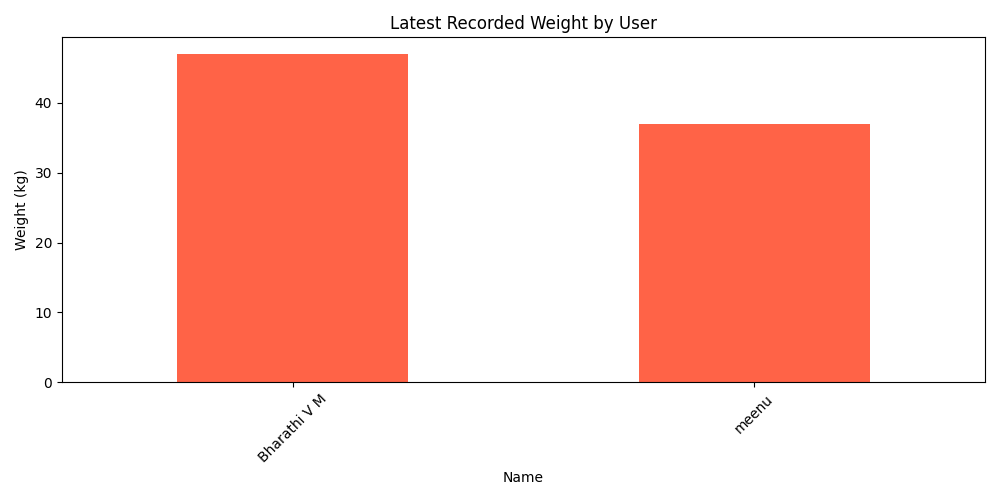 Latest Recorded Weight by User
Weight (kg)
40
30
20
10
0
Bharathi V M
meenu
Name